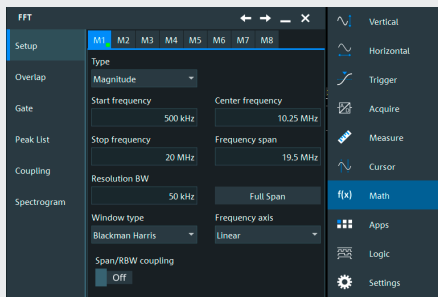 FFT
Setup
Overlap
Gate
Peak List
Coupling
Spectrogram
M1 M2 M3 M4 M5 M6 M7 M8
Type
Magnitude
Start frequency Center frequency
500 kHz 10.25 MHz
Stop frequency Frequency span
20 MHz 19.5 MHz
Resolution BW
50 kHz Full Span
Window type Frequency axis
Blackman Harris Linear
Span/RBW coupling
Off
Vertical
Horizontal
Trigger
Acquire
Measure
Cursor
f(x) Math
Apps
Logic
Settings